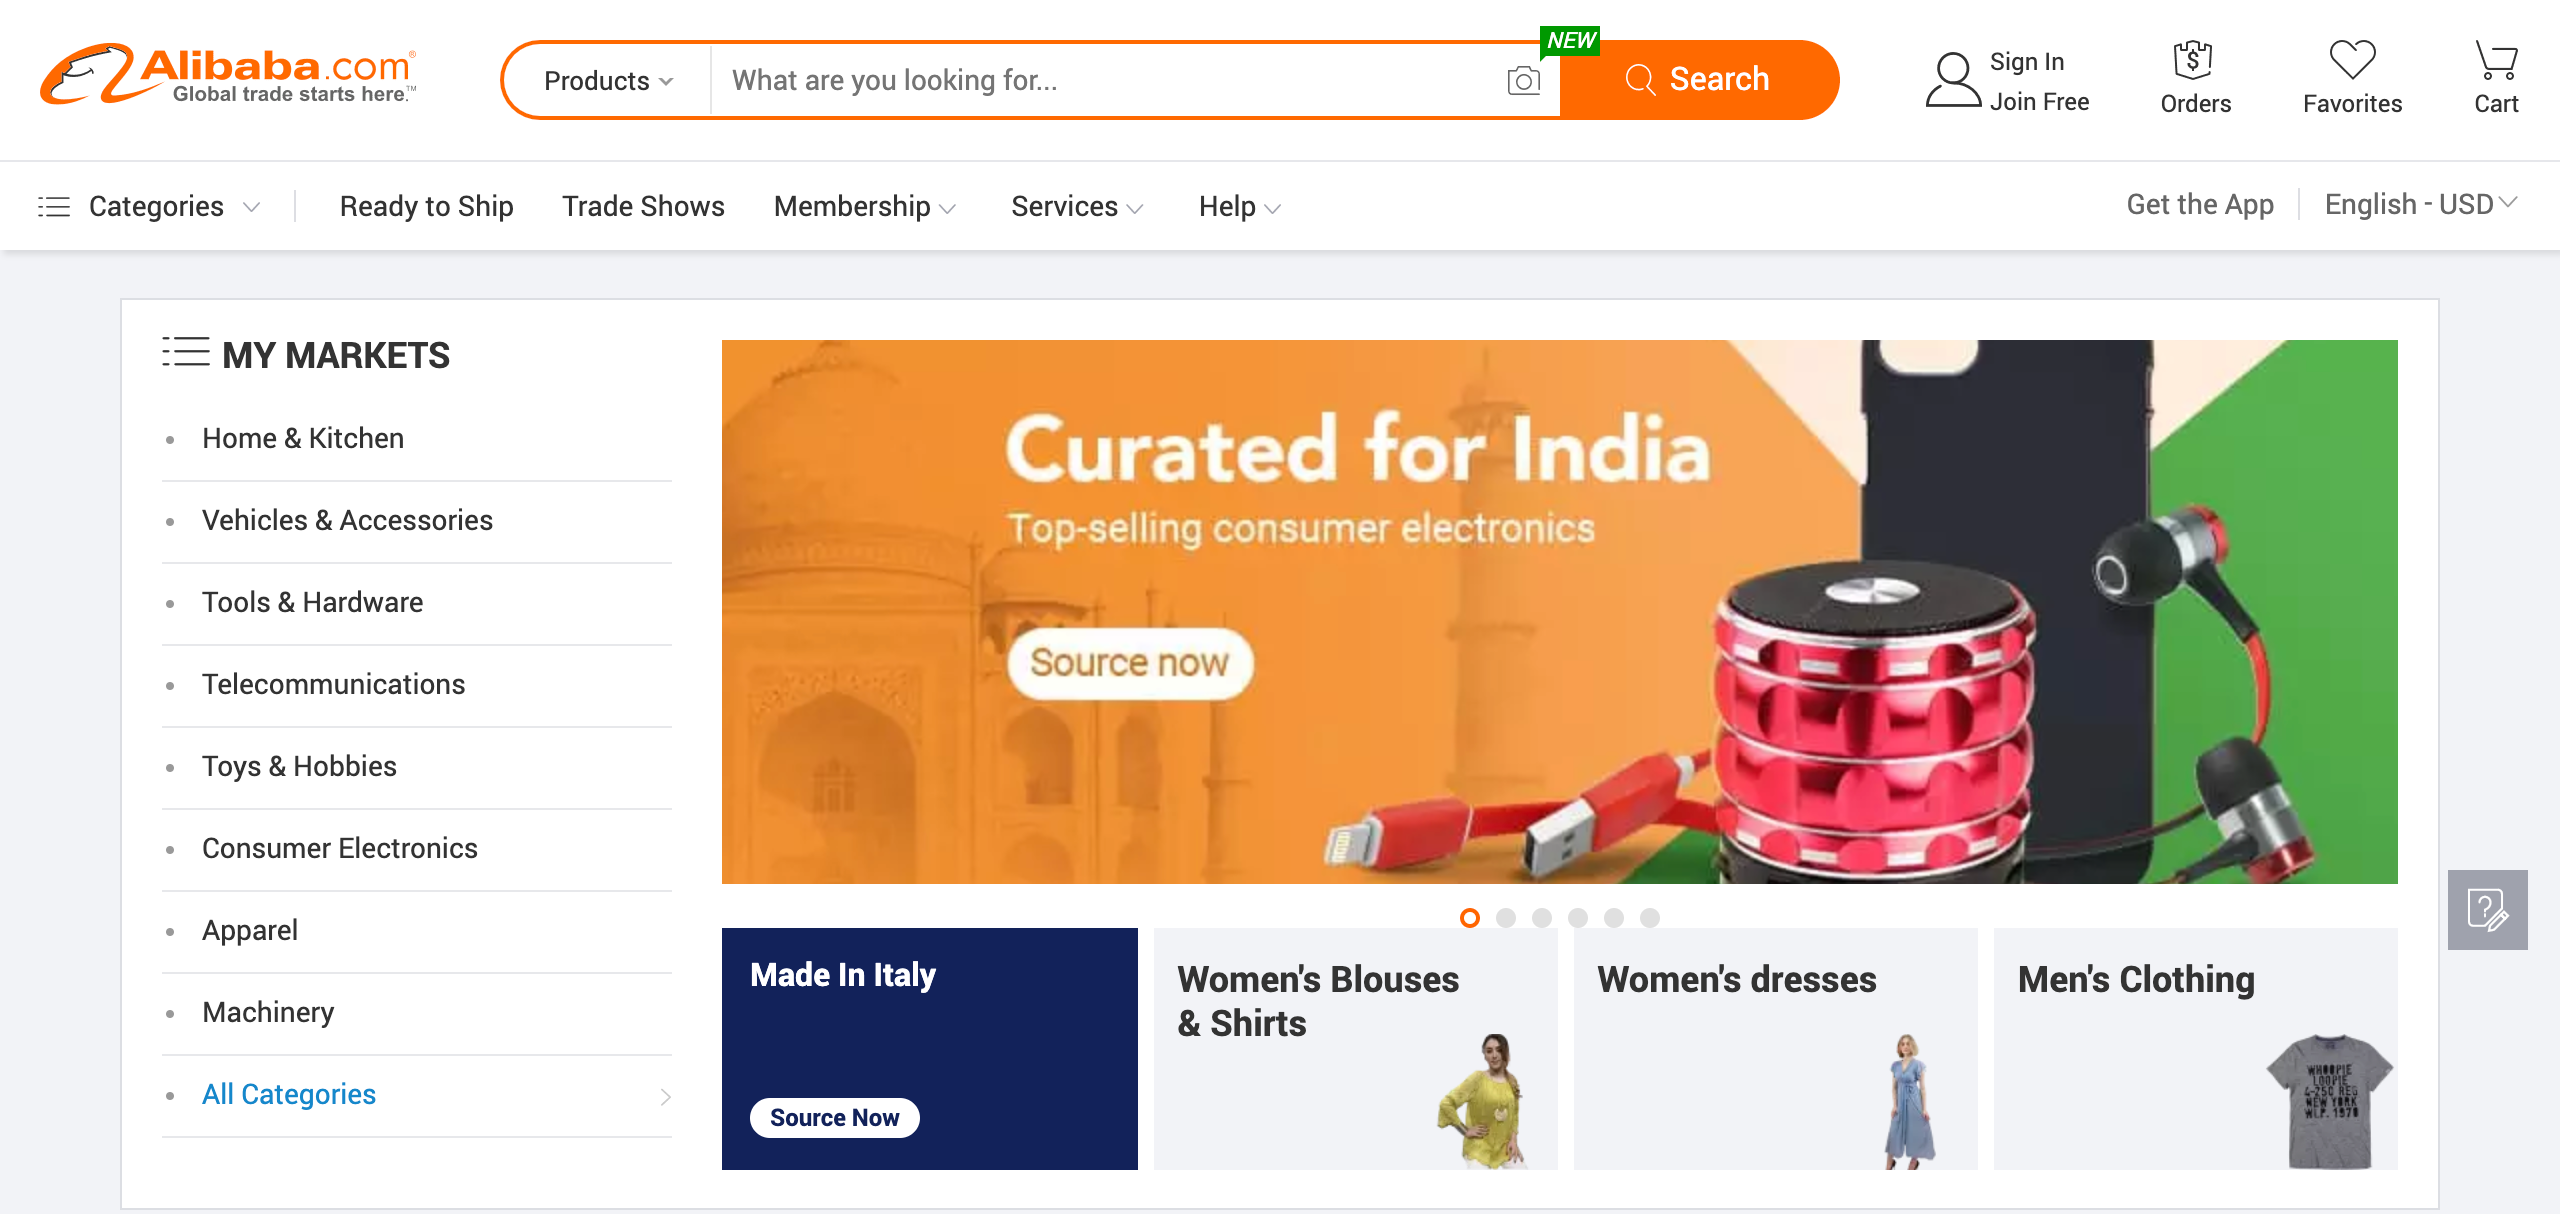 Alibaba.com®
Global trade starts here.™
Products
What are you looking for...
NEW
Search
Sign In
Join Free
Orders
Favorites
Cart
Categories
Ready to Ship
Trade Shows
Membership
Services
Help
Get the App
English - USD
MY MARKETS
Home & Kitchen
Vehicles & Accessories
Tools & Hardware
Telecommunications
Toys & Hobbies
Consumer Electronics
Apparel
Machinery
All Categories
Curated for India
Top-selling consumer electronics
Source now
Made In Italy
Source Now
Women's Blouses
& Shirts
Women's dresses
Men's Clothing
WHOOPIE
LOOPIE
4-250 REG
NEW YORK
WLP. 1970